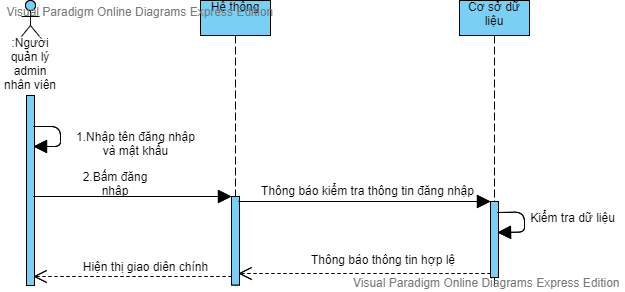 Visual Paradigm Online Diagrams Express Edition
Hệ thống
Cơ sở dữ
liệu
:Người
quản lý
admin
nhân viên
1.Nhập tên đăng nhập
và mật khẩu
2.Bấm đăng
nhập
Thông báo kiểm tra thông tin đăng nhập
Kiểm tra dữ liệu
Thông báo thông tin hợp lệ
Hiện thị giao diên chính
Visual Paradigm Online Diagrams Express Edition